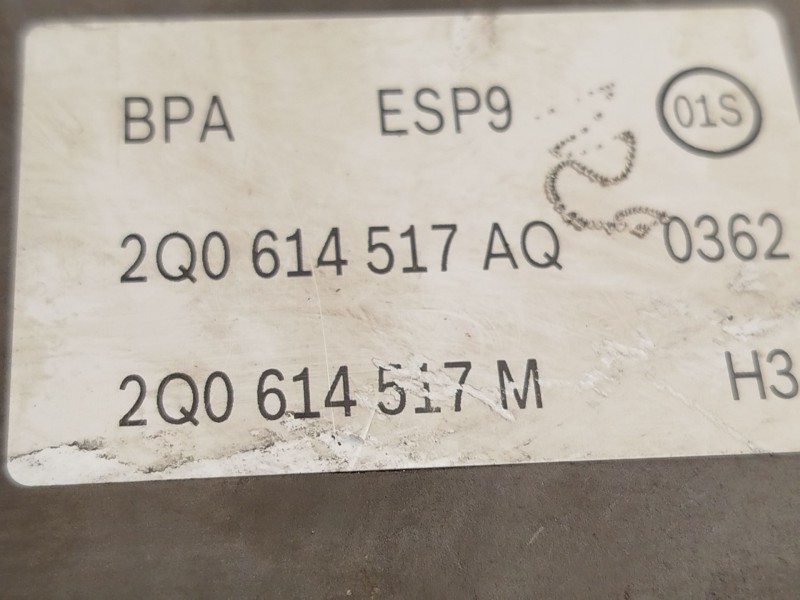 BPA ESP9 01S
2Q0 614 517 AQ 0362
2Q0 614 517 M H3